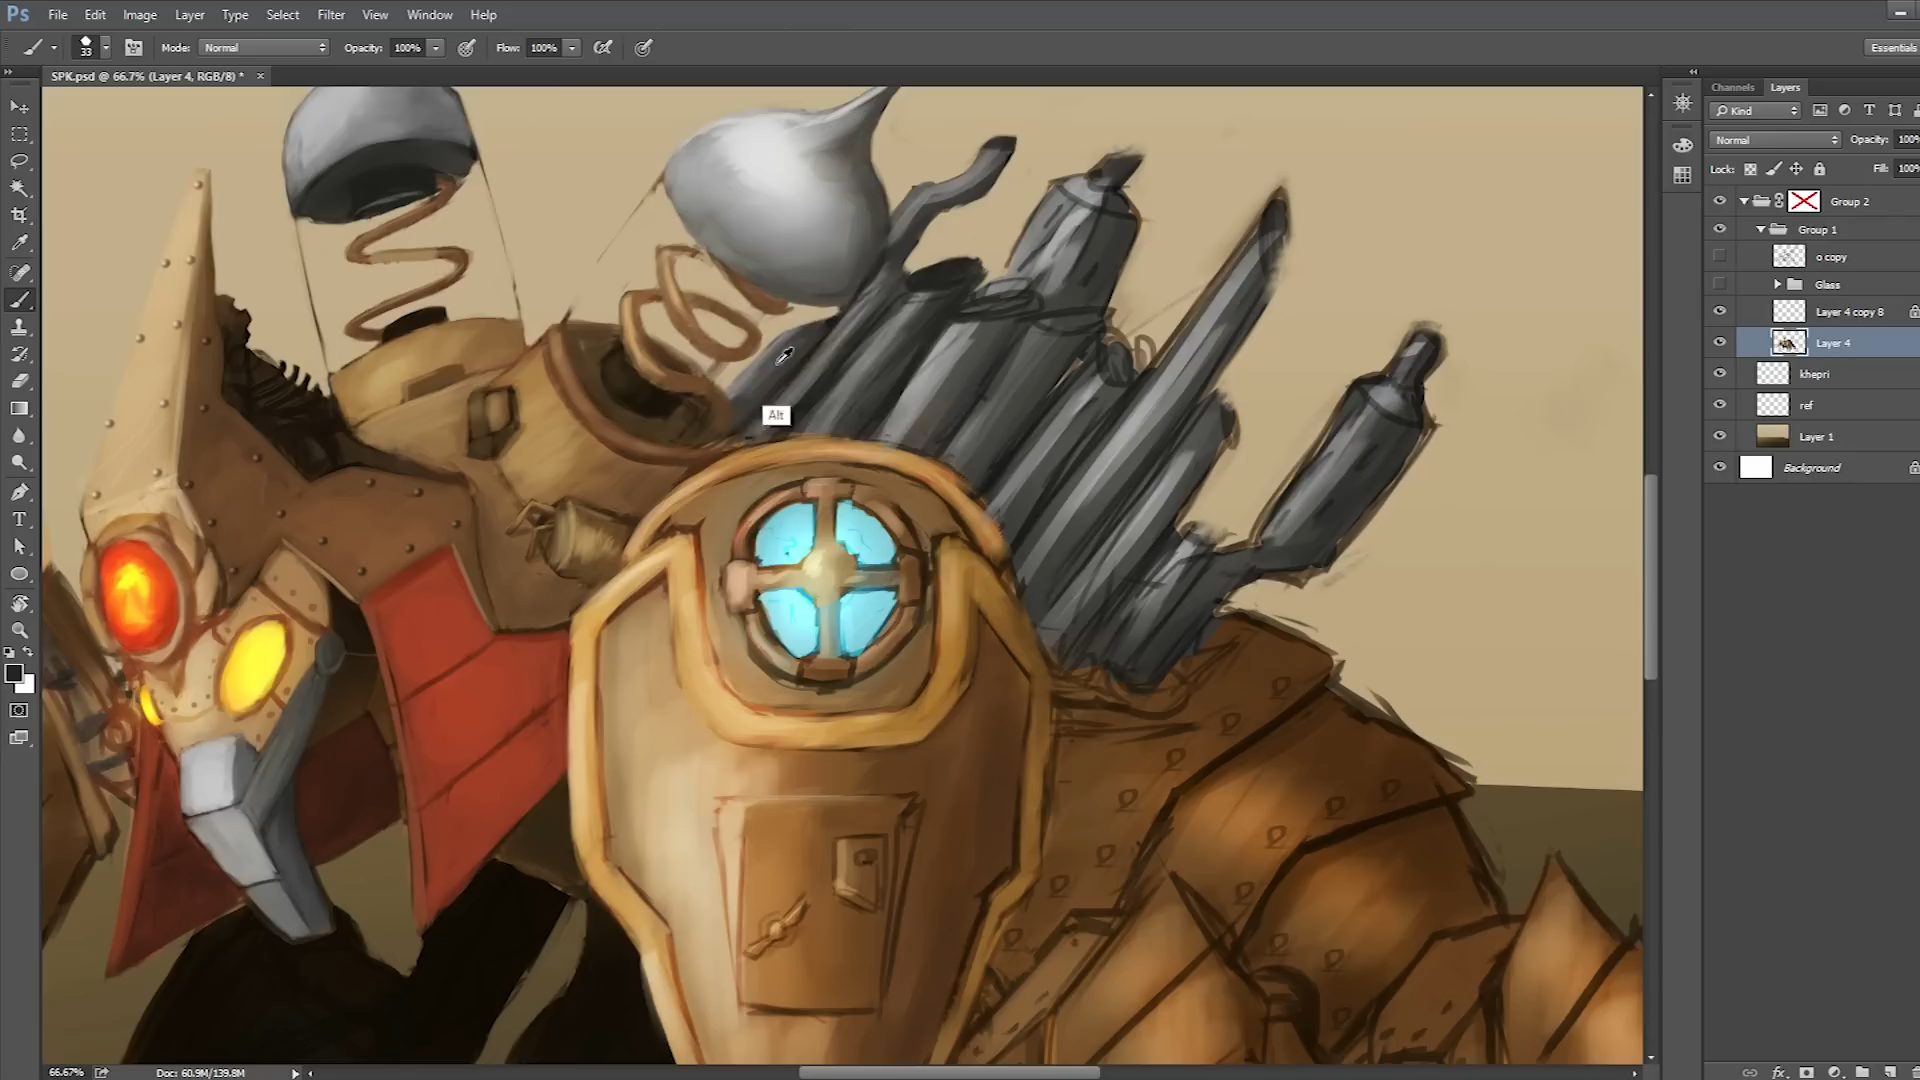 Ps File Edit Image Layer Type Select Filter View Window Help
33 Mode: Normal Opacity: 100% Flow: 100% Essentials
SPK.psd @ 66.7% (Layer 4, RGB/8) *
Channels Layers
Kind
Normal Opacity: 100%
Lock: Fill: 100%
Group 2
Group 1
o copy
Glass
Layer 4 copy 8
Layer 4
khepri
ref
Layer 1
Background
Alt
66.67% Doc: 60.9M/139.8M